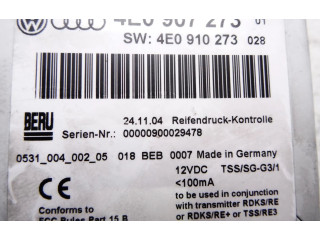 4E0 907 273 01
SW: 4E0 910 273 028
BERU
24.11.04 Reifendruck-Kontrolle
Serien-Nr.: 00000900029478
0531_004_002_05 018 BEB 0007 Made in Germany
12VDC TSS/SG-G3/1
<100mA
CE
to be used in conjunction
with transmitter RDKS/RE
or RDKS/RE+ or TSS/RE3
Conforms to
FCC Rules Part 15 B